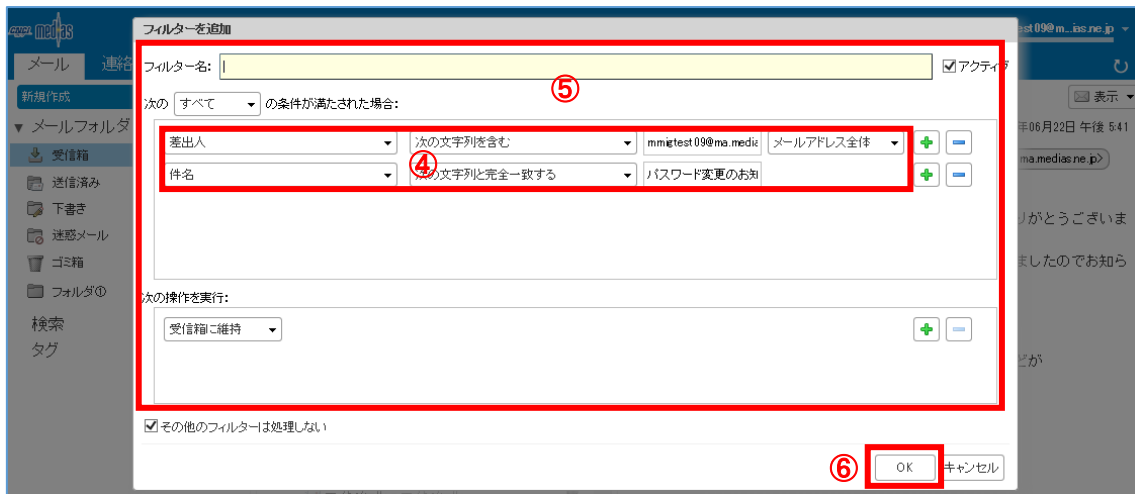 medias
フィルターを追加
st09@m...ias.ne.jp
メール 連絡
フィルター名:
アクティブ
新規作成
次の すべて の条件が満たされた場合:
⑤
表示
メールフォルダ
年06月22日 午後 5:41
差出人 次の文字列を含む mmigtest09@ma.media メールアドレス全体
受信箱
ma.medias.ne.jp>
④
件名 次の文字列と完全一致する パスワード変更のお知
送信済み
下書き
りがとうございま
迷惑メール
ゴミ箱
ましたのでお知ら
フォルダ①
次の操作を実行:
検索
受信箱に維持
タグ
どが
その他のフィルターは処理しない
⑥ OK キャンセル